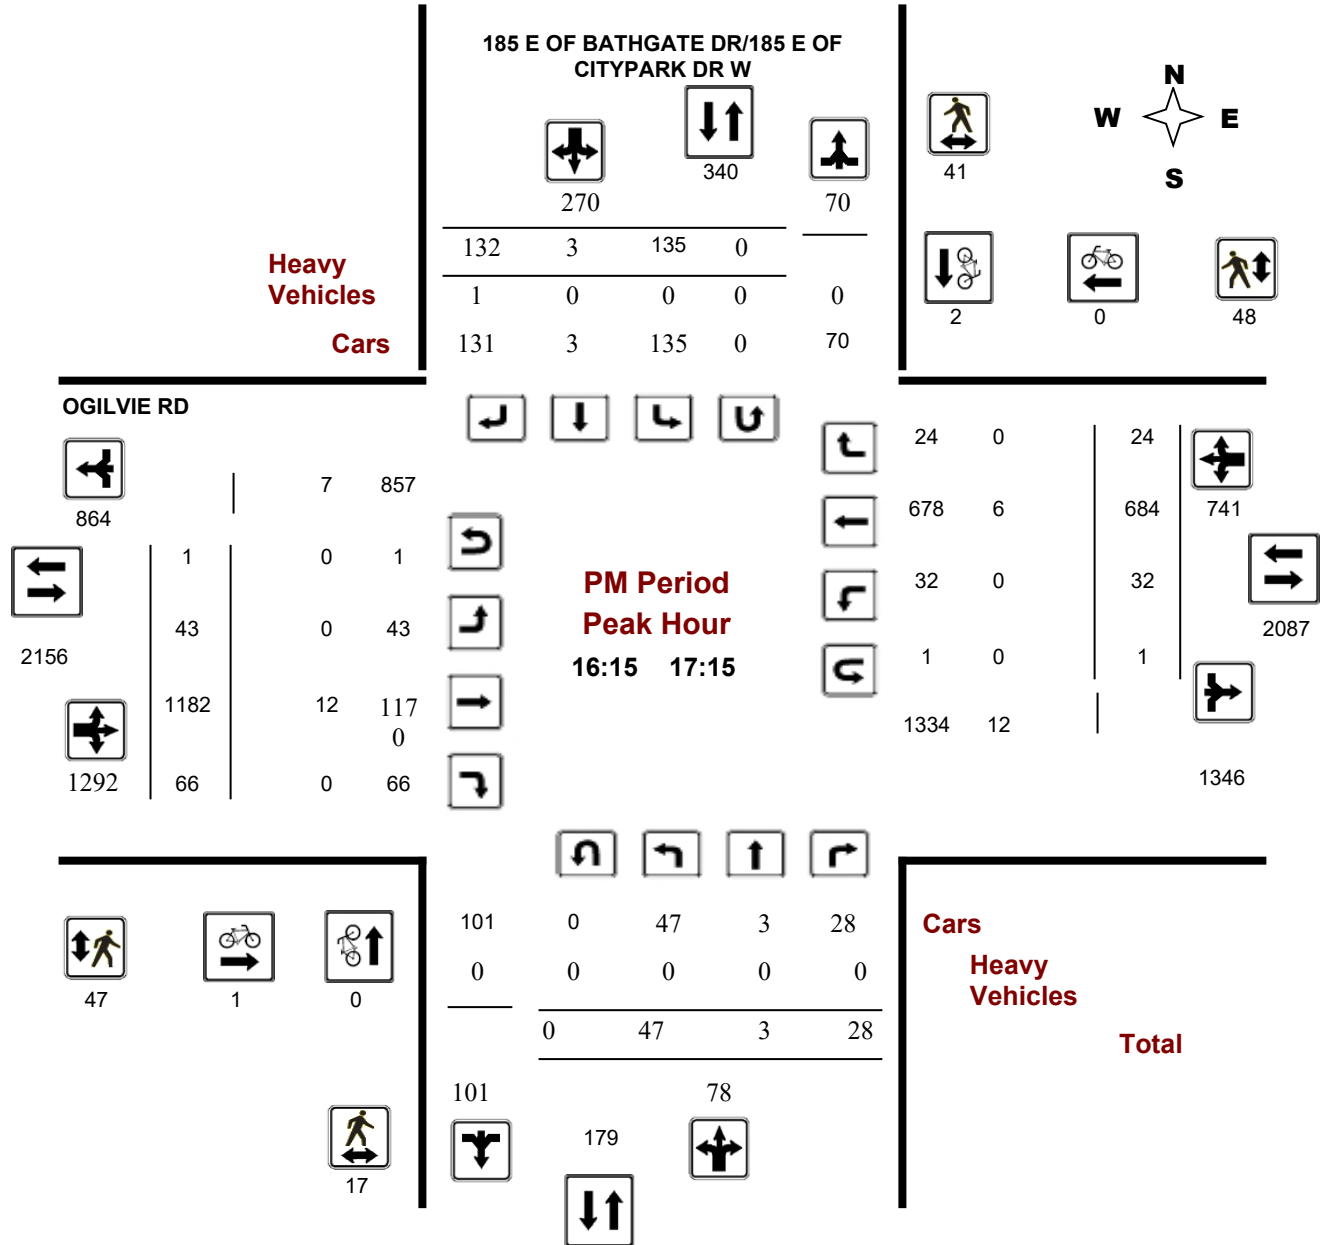 185 E OF BATHGATE DR/185 E OF
CITYPARK DR W
N
W E
S
340
41
270 70
132 3 135 0
Heavy
Vehicles
1 0 0 0 0
2 0 48
Cars 131 3 135 0 70
OGILVIE RD
24 0 24
7 857
864
678 6 684 741
1 0 1
PM Period
32 0 32
Peak Hour
43 0 43
2087
2156
16:15 17:15
1 0 1
1182 12 117
0
1334 12
1292 66 0 66
1346
101 0 47 3 28 Cars
0 0 0 0 0 Heavy
Vehicles
47 1 0
0 47 3 28
Total
101 78
179
17